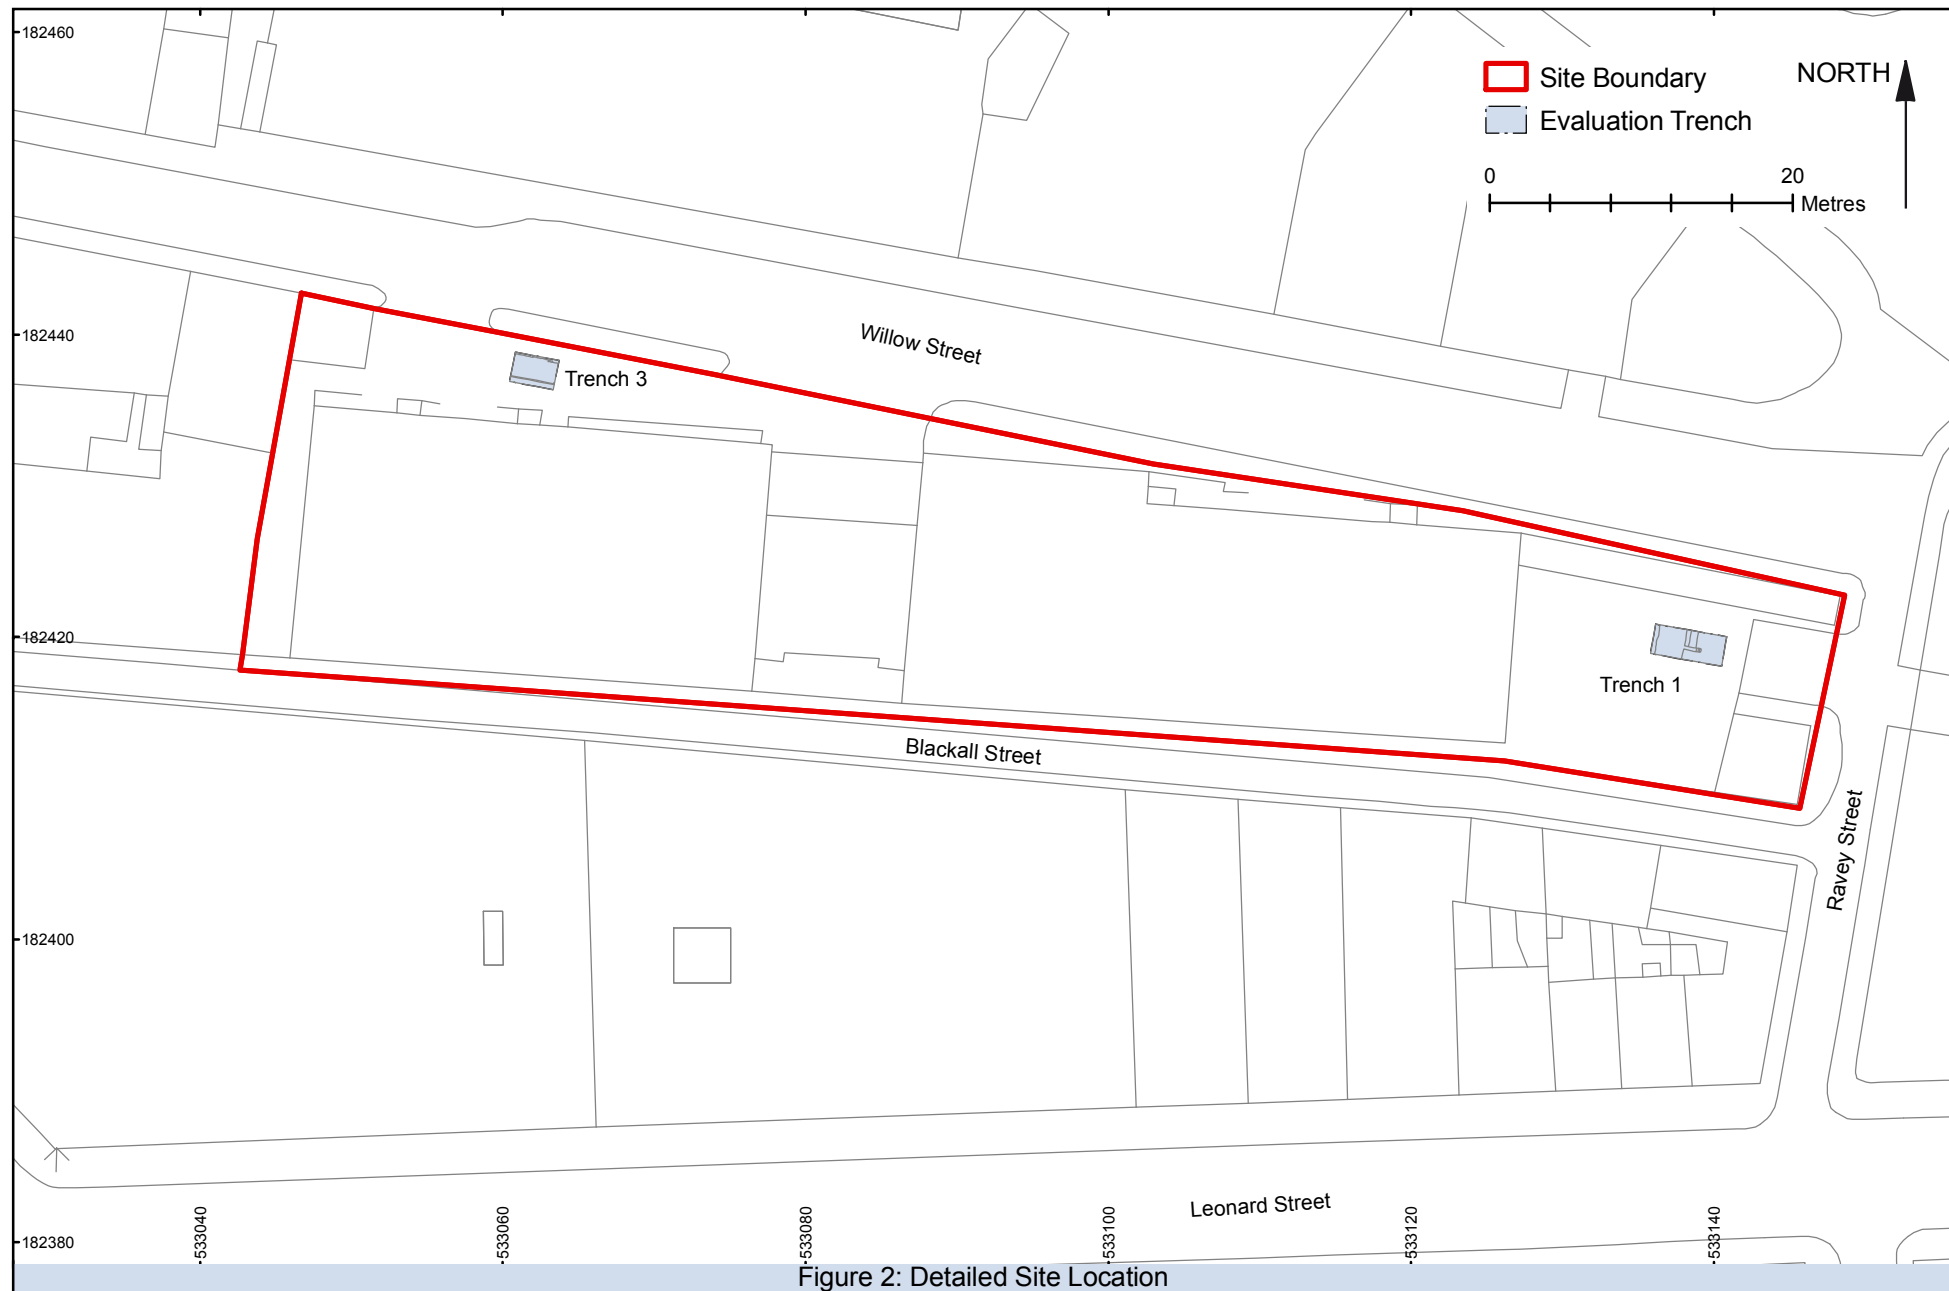 182460
Site Boundary
NORTH
Evaluation Trench
0
20
Metres
182440
Willow Street
Trench 3
182420
Trench 1
Blackall Street
Ravey Street
182400
Leonard Street
182380
533040
533060
533080
533100
533120
533140
Figure 2: Detailed Site Location